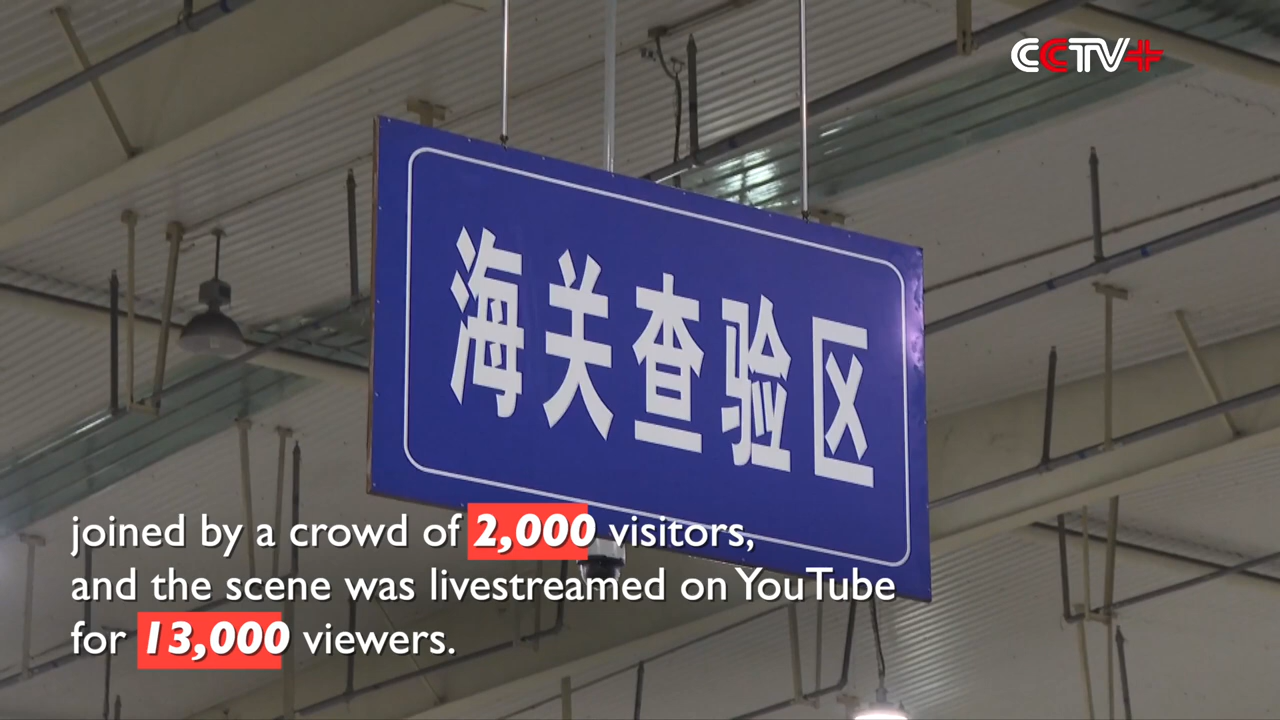 CCTV+
海关查验区
joined by a crowd of 2,000 visitors,
and the scene was livestreamed on YouTube
for 13,000 viewers.